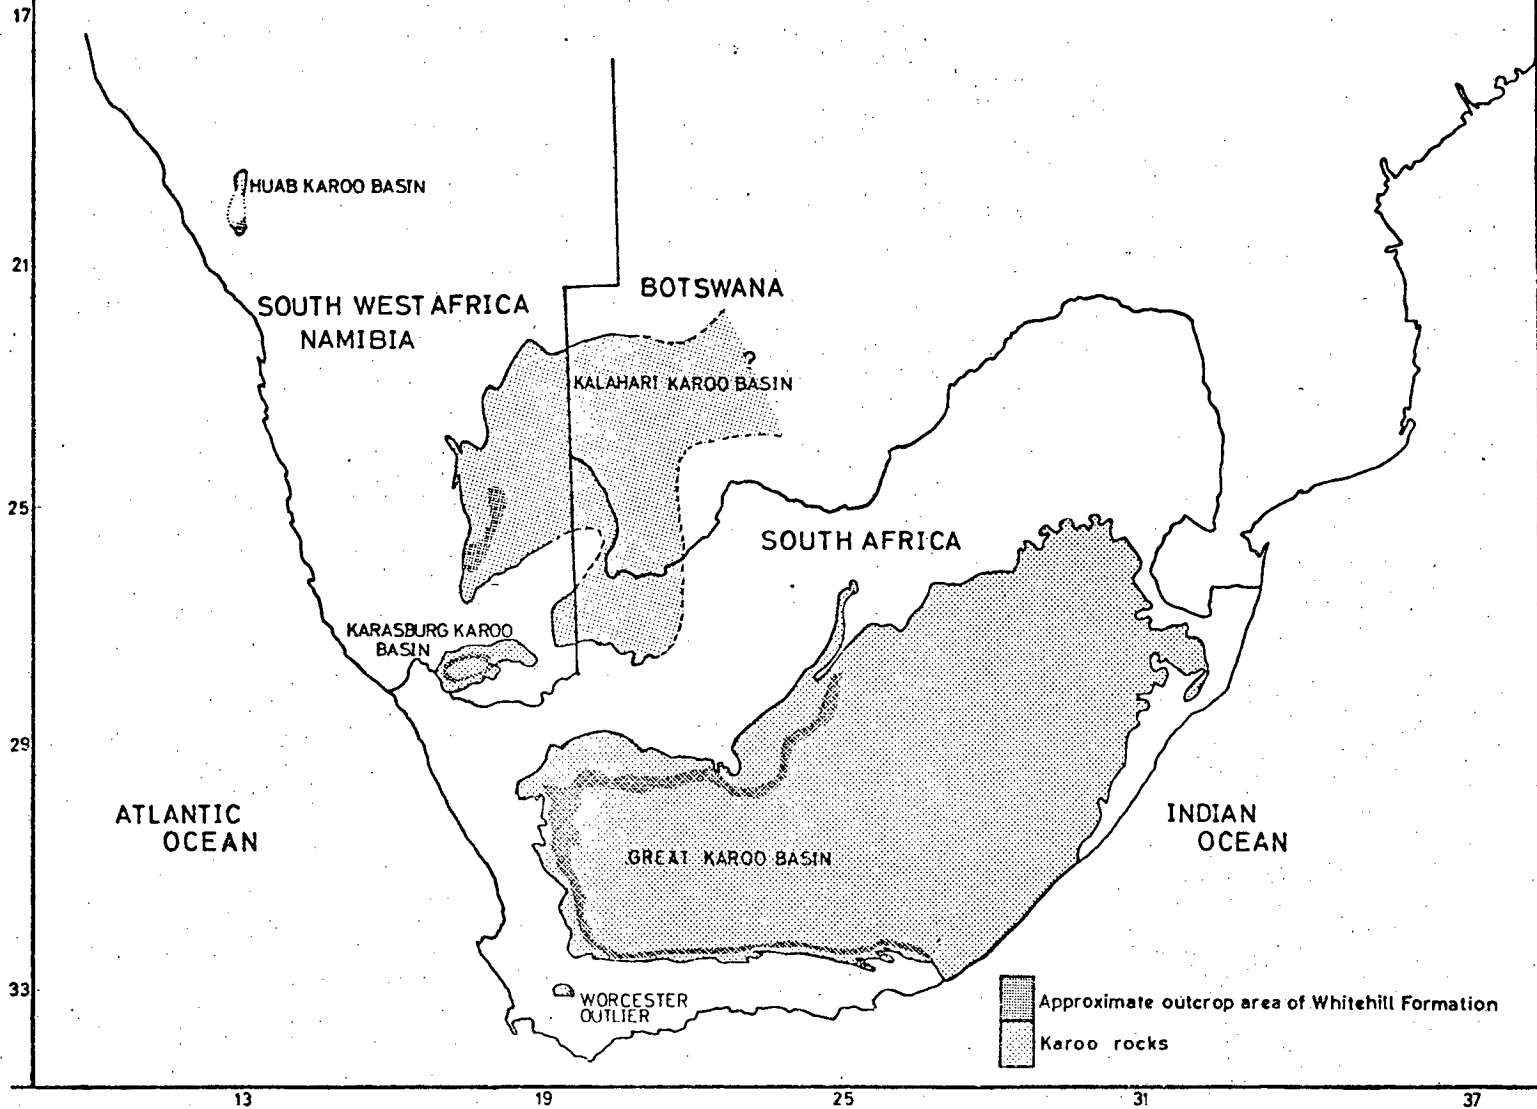 17
HUAB KAROO BASIN
21
BOTSWANA
SOUTH WEST AFRICA
NAMIBIA
?
KALAHARI KAROO BASIN
25
SOUTH AFRICA
KARASBURG KAROO
BASIN
29
ATLANTIC
OCEAN
INDIAN
OCEAN
GREAT KAROO BASIN
33
WORCESTER
OUTLIER
Approximate outcrop area of Whitehill Formation
Karoo rocks
13
19
25
31
37